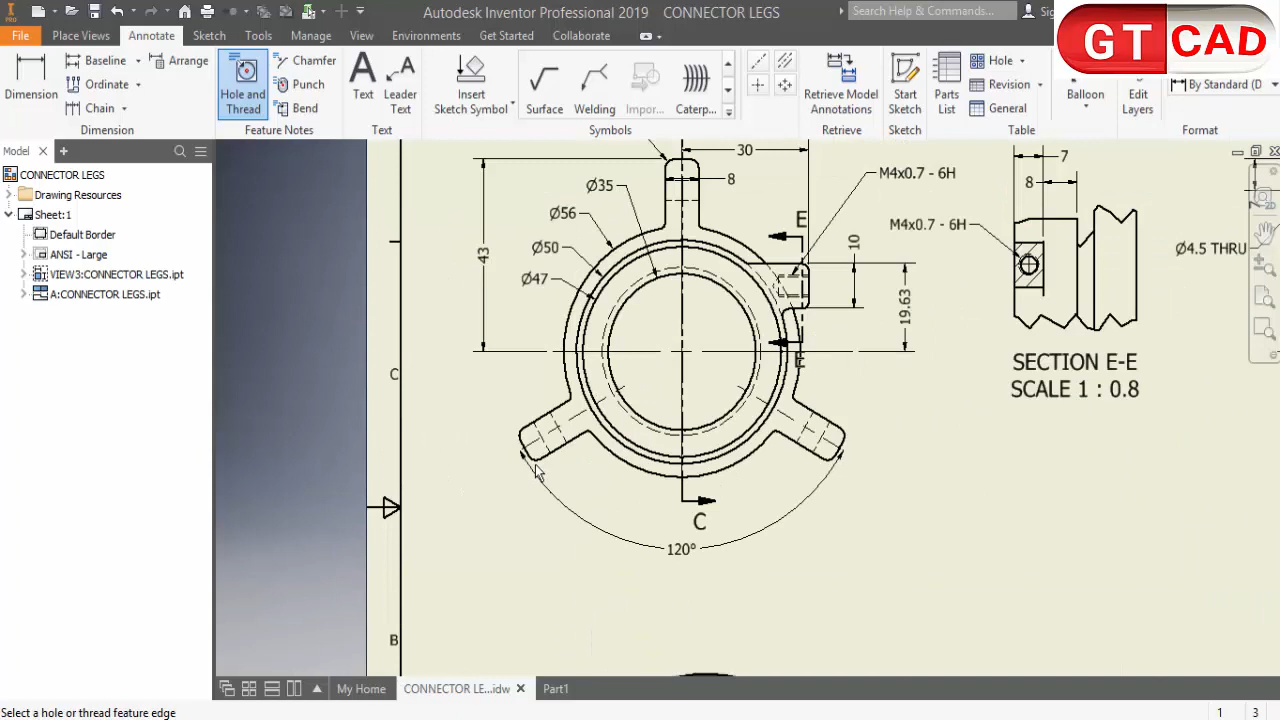 Autodesk Inventor Professional 2019 CONNECTOR LEGS
Search Help & Commands...
GT CAD
File Place Views Annotate Sketch Tools Manage View Environments Get Started Collaborate
Dimension
Baseline
Ordinate
Chain
Arrange
Dimension
Hole and
Thread
Chamfer
Punch
Bend
Feature Notes
Text
Leader
Text
Text
Insert
Sketch Symbol
Surface Welding Impor... Caterp...
Symbols
Retrieve Model
Annotations
Retrieve
Start
Sketch
Sketch
Parts
List
Hole
Revision
General
Table
Balloon
Edit
Layers
By Standard (D
Format
Model
CONNECTOR LEGS
Drawing Resources
Sheet:1
Default Border
ANSI - Large
VIEW3:CONNECTOR LEGS.ipt
A:CONNECTOR LEGS.ipt
30
8
Ø35
Ø56
Ø50
Ø47
43
M4x0.7 - 6H
E
10
19.63
E
C
120°
7
8
M4x0.7 - 6H
Ø4.5 THRU
SECTION E-E
SCALE 1 : 0.8
C
B
My Home
CONNECTOR LE...idw
Part1
Select a hole or thread feature edge
1 3